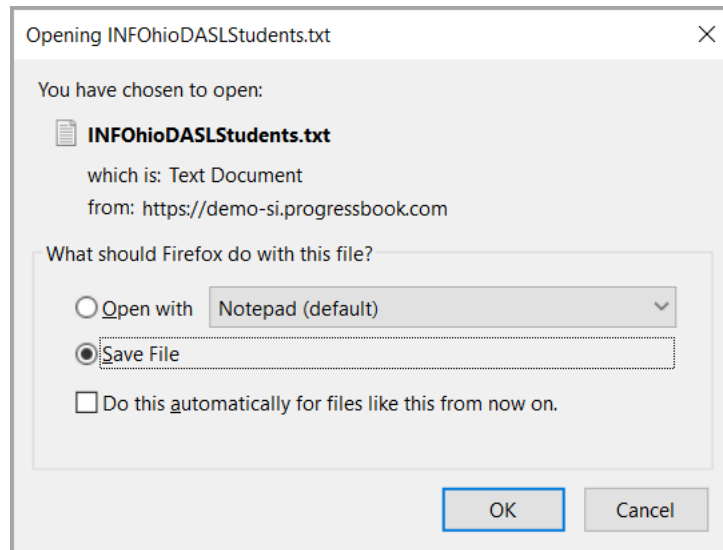 Opening INFOhioDASLStudents.txt
You have chosen to open:
INFOhioDASLStudents.txt
which is: Text Document
from: https://demo-si.progressbook.com
What should Firefox do with this file?
Open with Notepad (default)
Save File
Do this automatically for files like this from now on.
OK Cancel